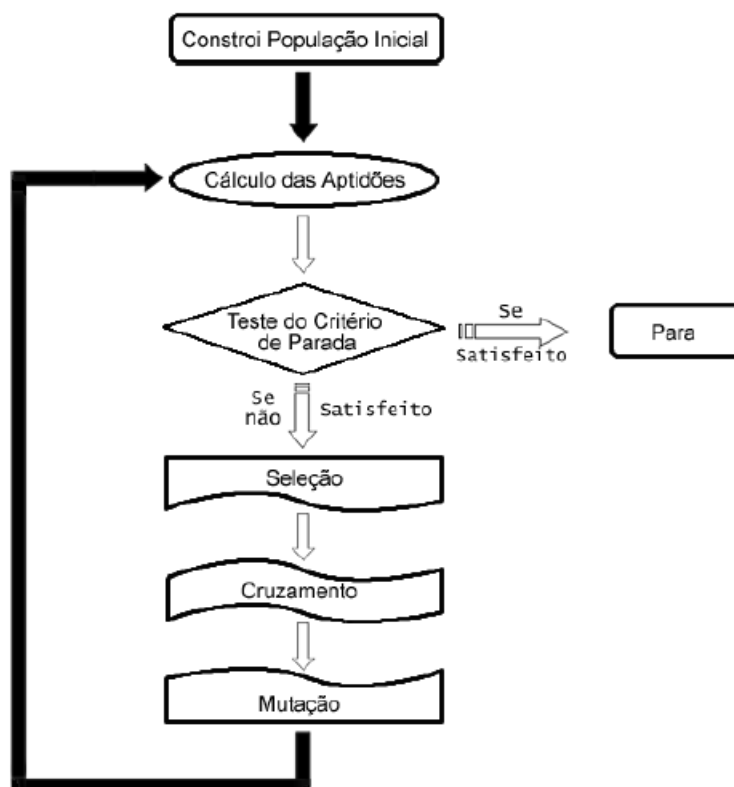 Constroi População Inicial
Cálculo das Aptidões
Teste do Critério
de Parada
Se
Satisfeito
Para
Se
não
Satisfeito
Seleção
Cruzamento
Mutação